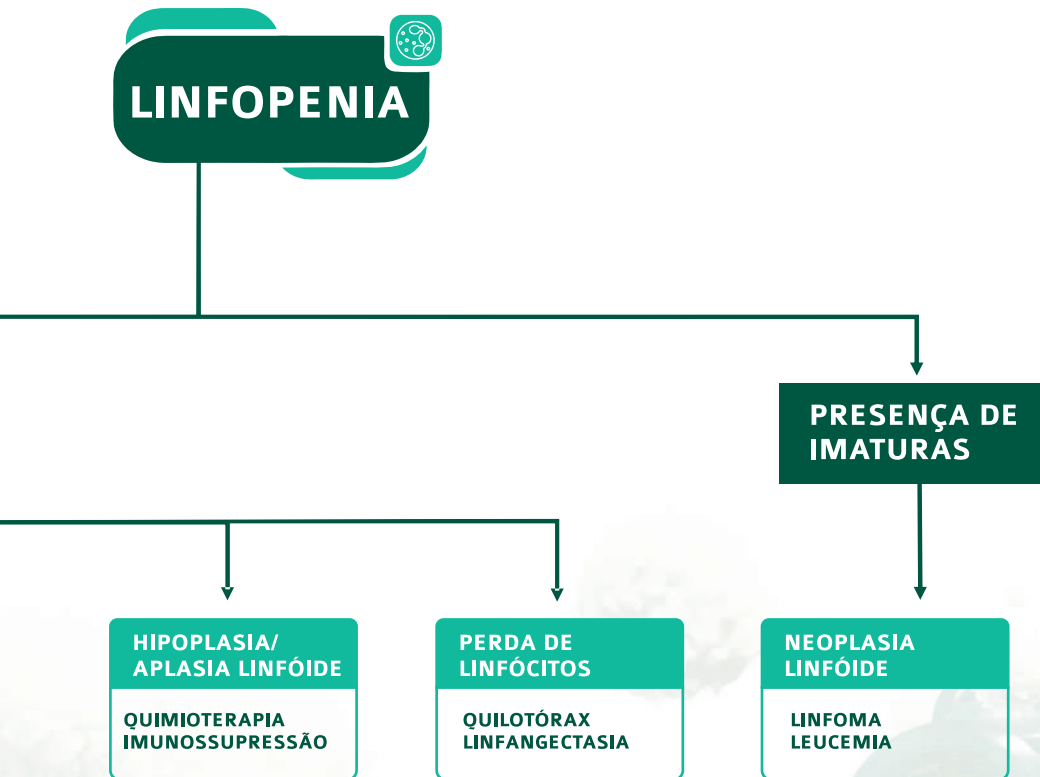 LINFOPENIA
PRESENÇA DE
IMATURAS
HIPOPLASIA/
APLASIA LINFÓIDE
QUIMIOTERAPIA
IMUNOSSUPRESSÃO
PERDA DE
LINFÓCITOS
QUILOTÓRAX
LINFANGECTASIA
NEOPLASIA
LINFÓIDE
LINFOMA
LEUCEMIA